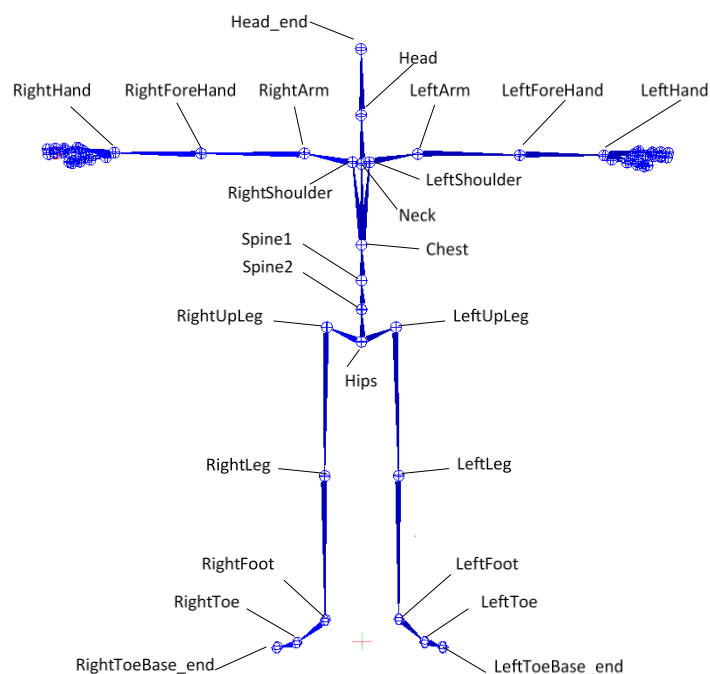 Head_end
Head
RightHand
RightForeHand
RightArm
LeftArm
LeftForeHand
LeftHand
RightShoulder
LeftShoulder
Neck
Chest
Spine1
Spine2
RightUpLeg
LeftUpLeg
Hips
RightLeg
LeftLeg
RightFoot
LeftFoot
RightToe
LeftToe
RightToeBase_end
LeftToeBase_end